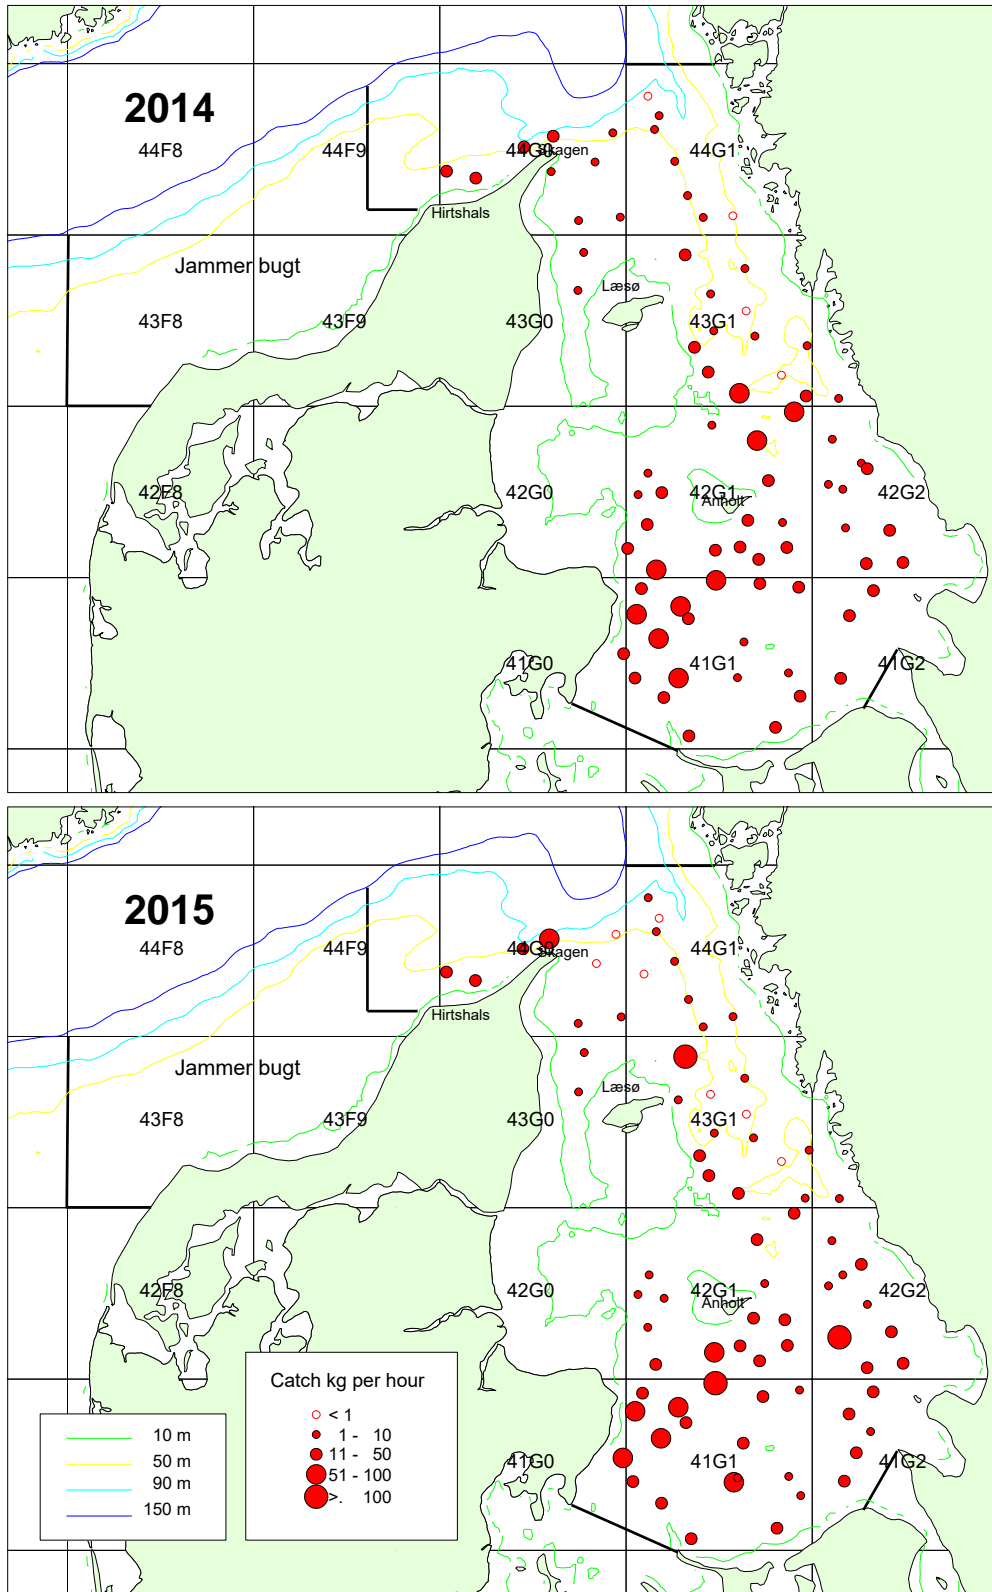 2014
44F8
44F9
44G0
Skagen
44G1
Hirtshals
Jammer bugt
Læsø
43F8
43F9
43G0
43G1
42F8
42G0
42G1
Anholt
42G2
41G0
41G1
41G2
2015
44F8
44F9
44G0
Skagen
44G1
Hirtshals
Jammer bugt
Læsø
43F8
43F9
43G0
43G1
42F8
42G0
42G1
Anholt
42G2
Catch kg per hour
< 1
1 - 10
11 - 50
51 - 100
>. 100
10 m
50 m
90 m
150 m
41G0
41G1
41G2